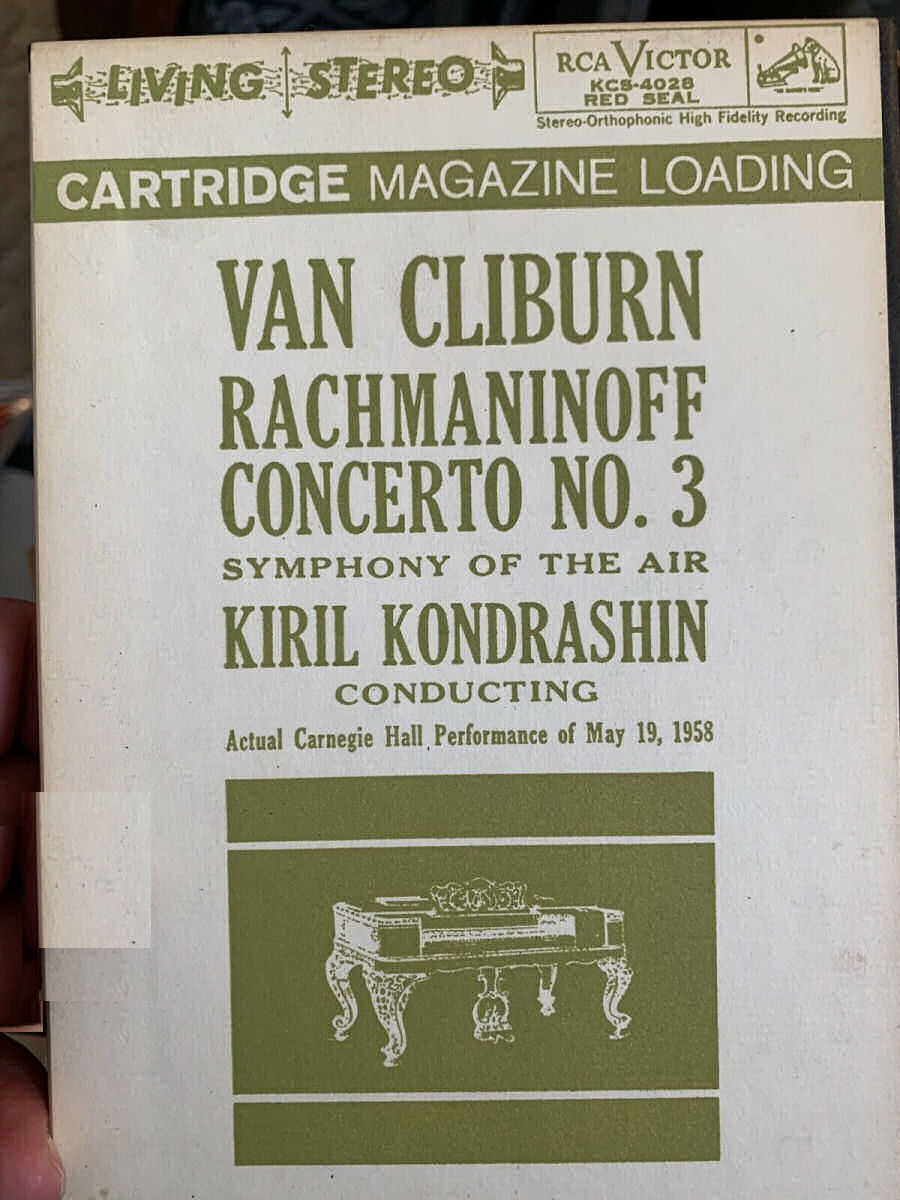 LIVING STEREO
RCA VICTOR
KCS-4028
RED SEAL
Stereo-Orthophonic High Fidelity Recording
CARTRIDGE MAGAZINE LOADING
VAN CLIBURN
RACHMANINOFF
CONCERTO NO. 3
SYMPHONY OF THE AIR
KIRIL KONDRASHIN
CONDUCTING
Actual Carnegie Hall Performance of May 19, 1958